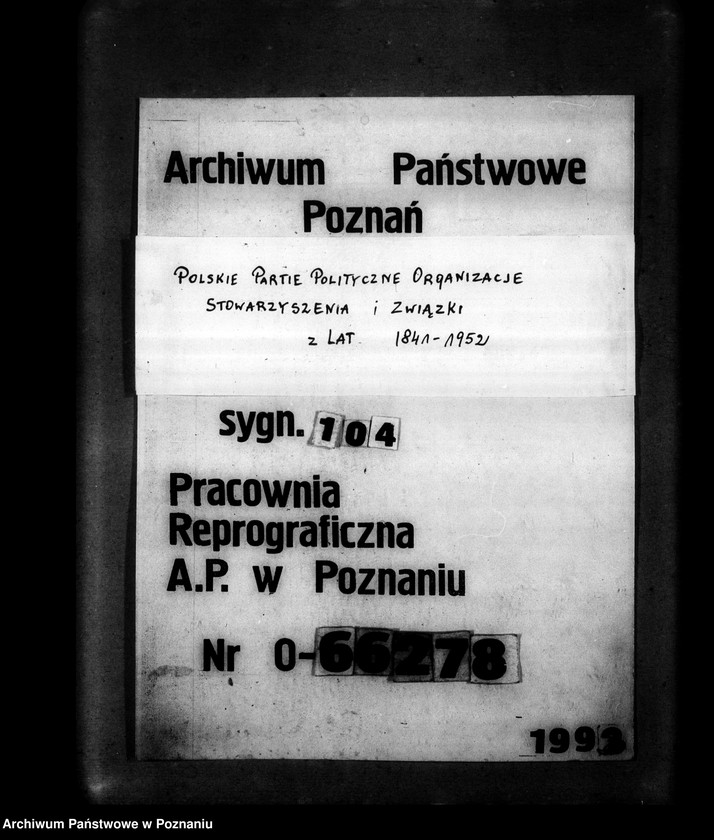 Archiwum Państwowe
Poznań
POLSKIE PARTIE POLITYCZNE ORGANIZACJE
STOWARZYSZENIA i ZWIĄZKI
z LAT 1841-1952
sygn. 104
Pracownia
Reprograficzna
A.P. w Poznaniu
Nr 0-66278
1993
Archiwum Państwowe w Poznaniu